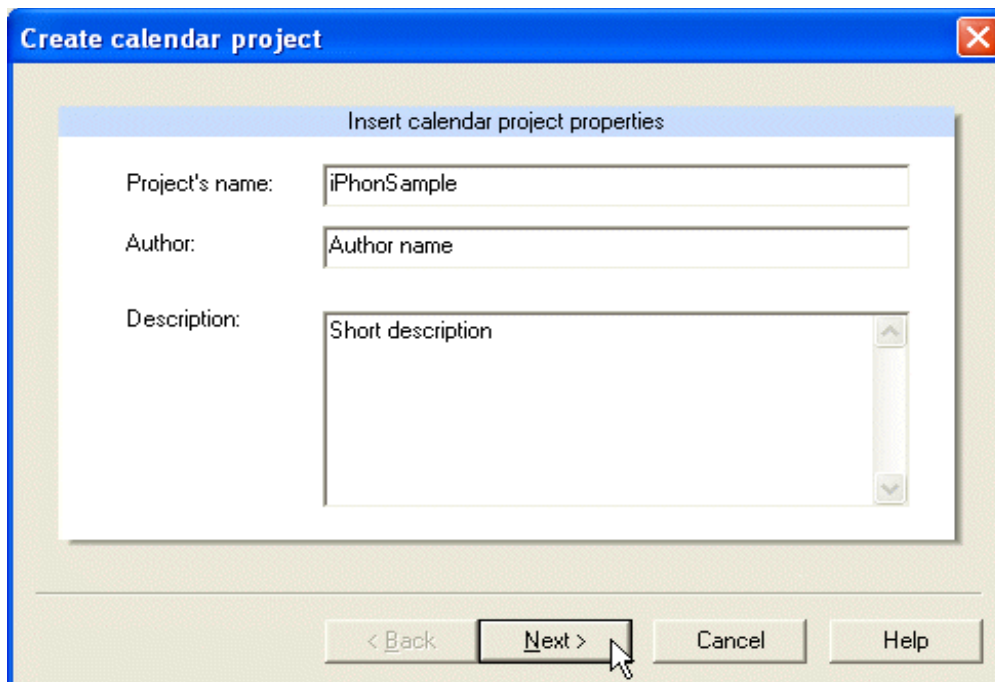 Create calendar project
Insert calendar project properties
Project's name: iPhonSample
Author: Author name
Description: Short description
< Back Next > Cancel Help